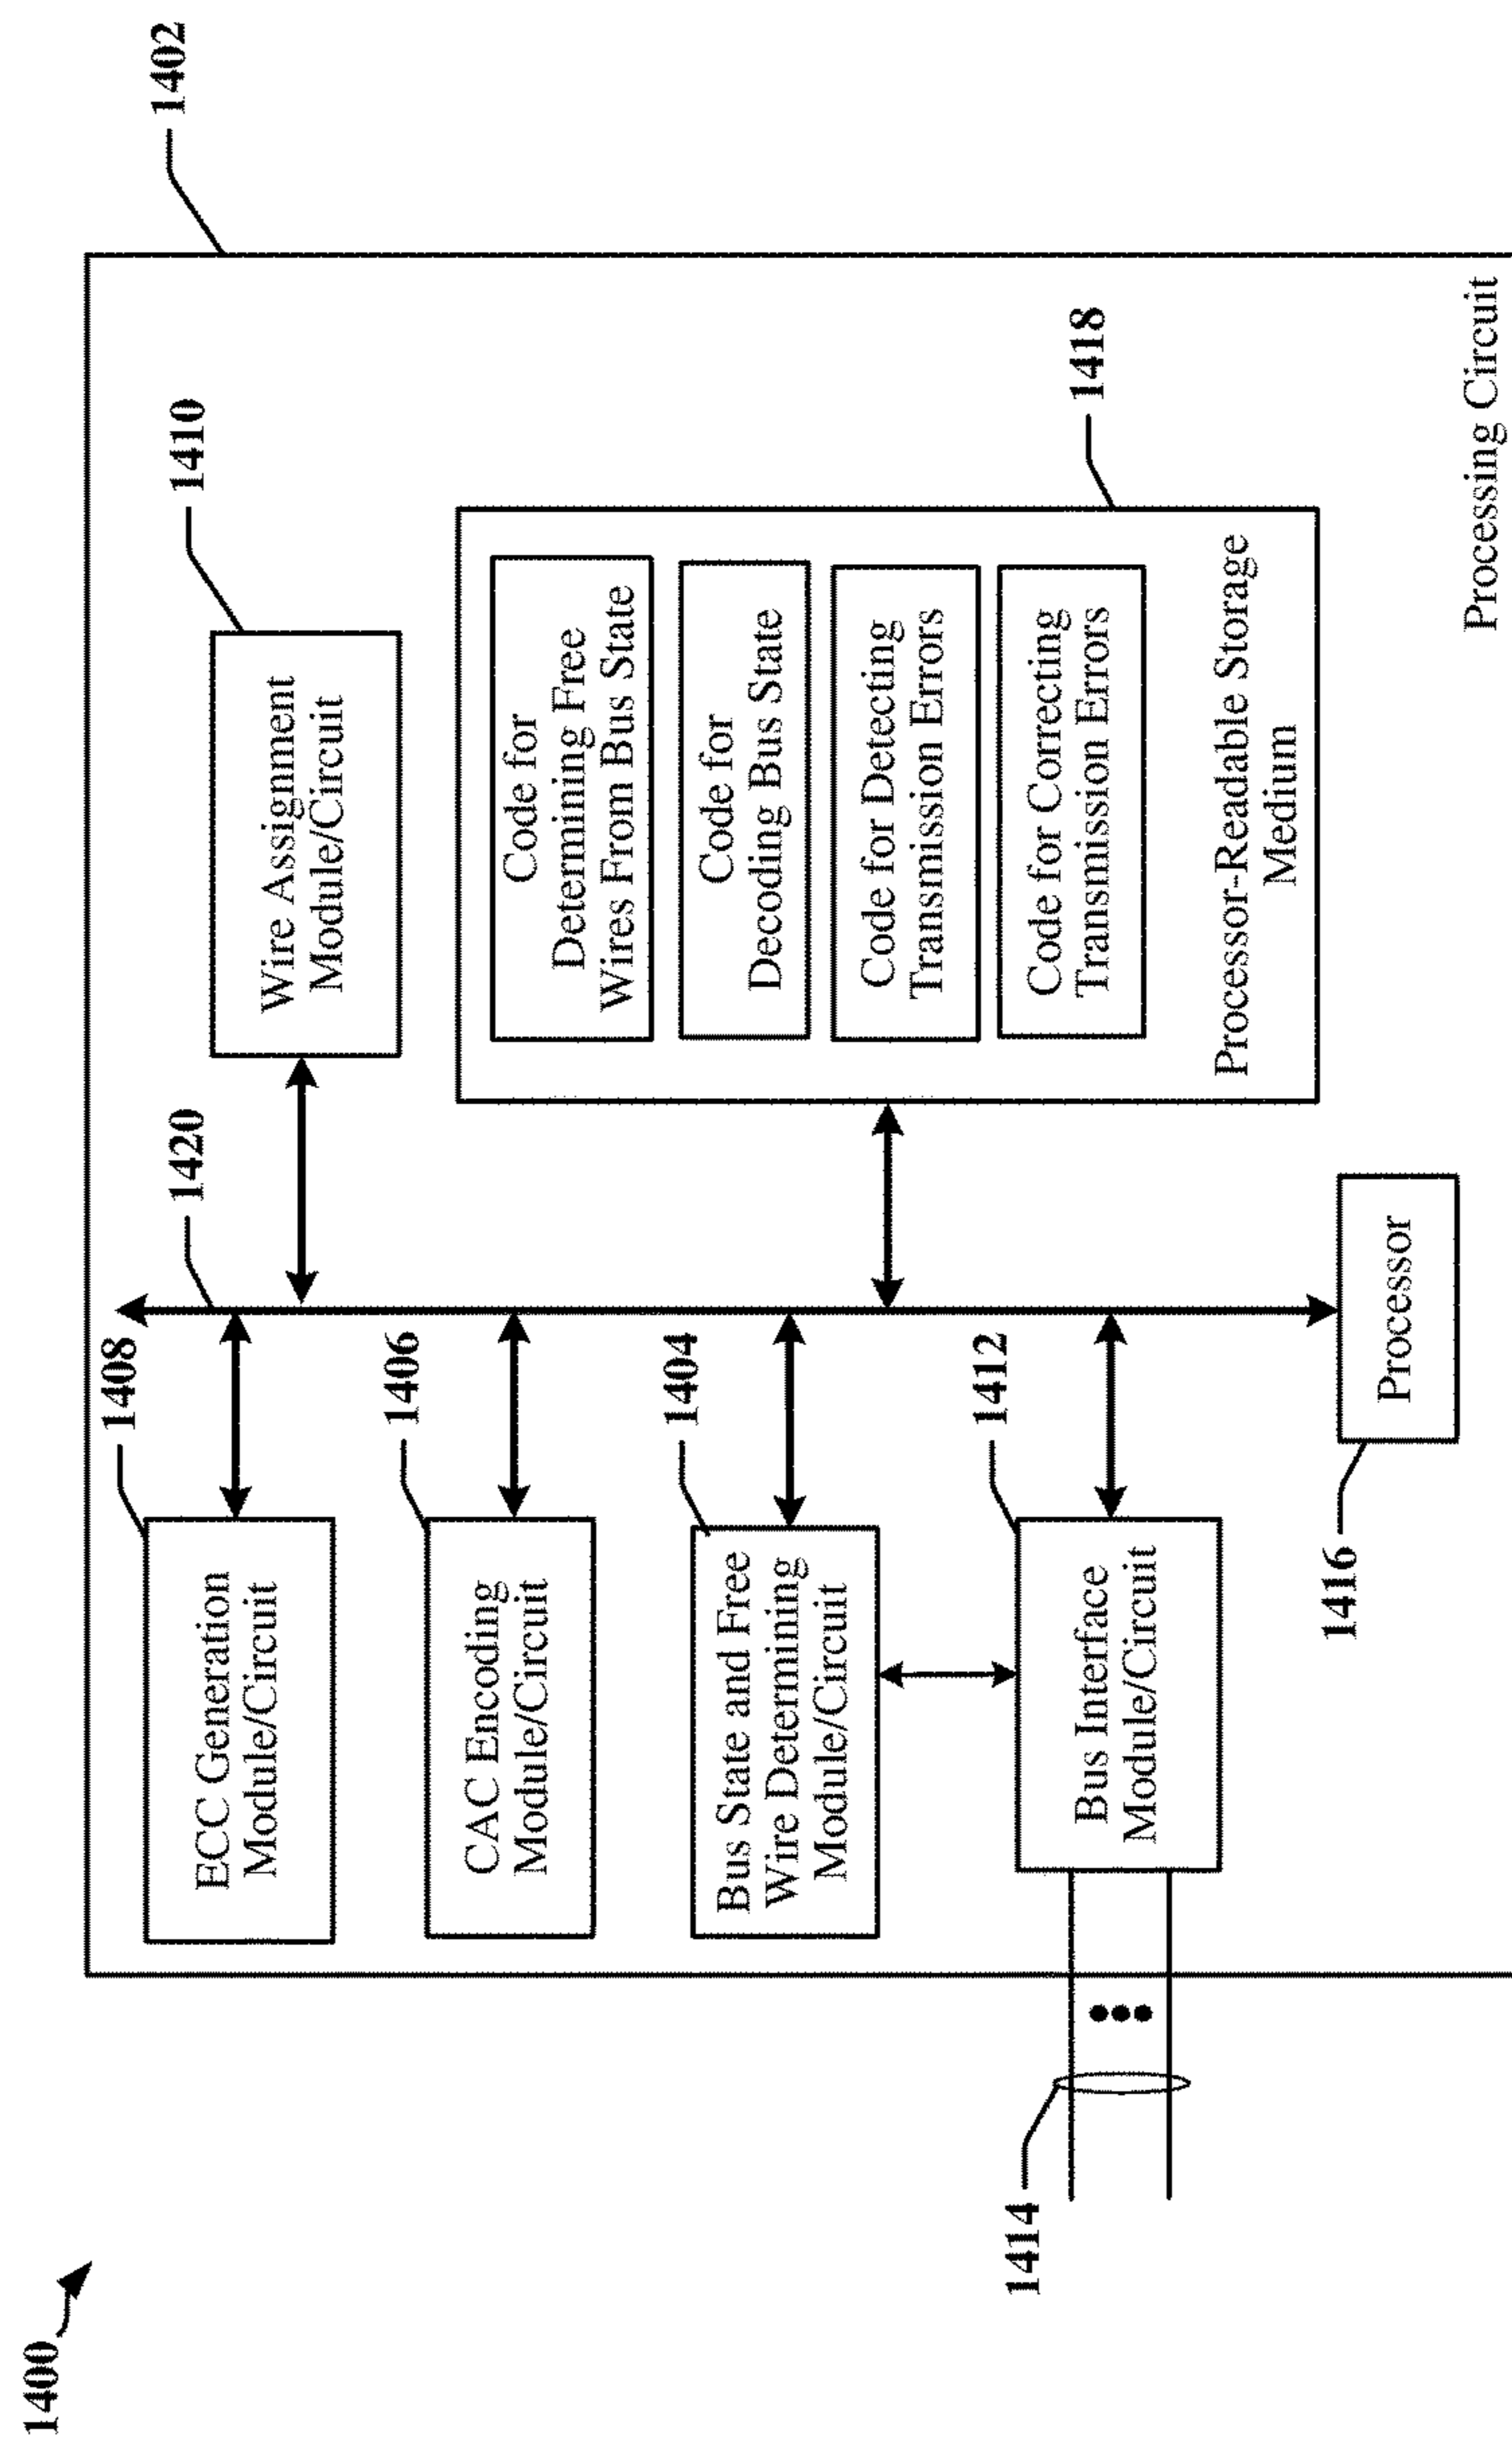 1400
1402
1408
ECC Generation
Module/Circuit
1420
1410
Wire Assignment
Module/Circuit
1406
CAC Encoding
Module/Circuit
1404
Bus State and Free
Wire Determining
Module/Circuit
1418
Code for
Determining Free
Wires From Bus State
Code for
Decoding Bus State
Code for Detecting
Transmission Errors
Code for Correcting
Transmission Errors
Processor-Readable Storage
Medium
1414
1412
Bus Interface
Module/Circuit
1416
Processor
Processing Circuit